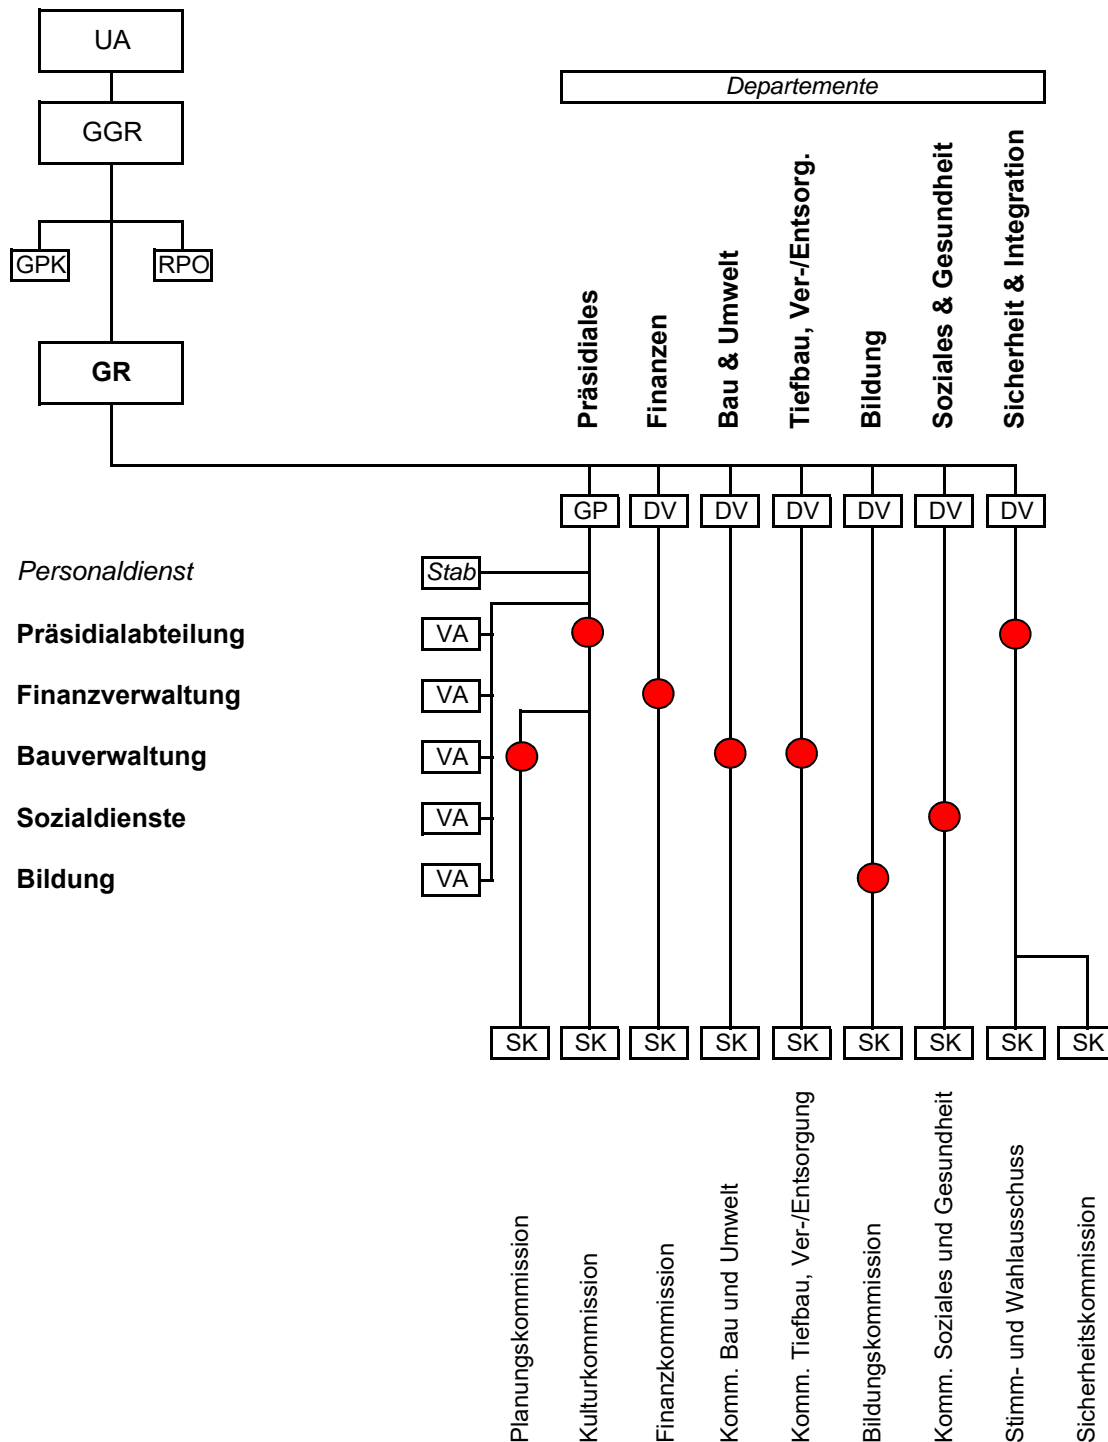 UA
Departemente
GGR
GPK
RPO
GR
Präsidiales
Finanzen
Bau & Umwelt
Tiefbau, Ver-/Entsorg.
Bildung
Soziales & Gesundheit
Sicherheit & Integration
GP DV DV DV DV DV DV
Personaldienst Stab
Präsidialabteilung VA
Finanzverwaltung VA
Bauverwaltung VA
Sozialdienste VA
Bildung VA
SK SK SK SK SK SK SK SK SK
Planungskommission
Kulturkommission
Finanzkommission
Komm. Bau und Umwelt
Komm. Tiefbau, Ver-/Entsorgung
Bildungskommission
Komm. Soziales und Gesundheit
Stimm- und Wahlausschuss
Sicherheitskommission